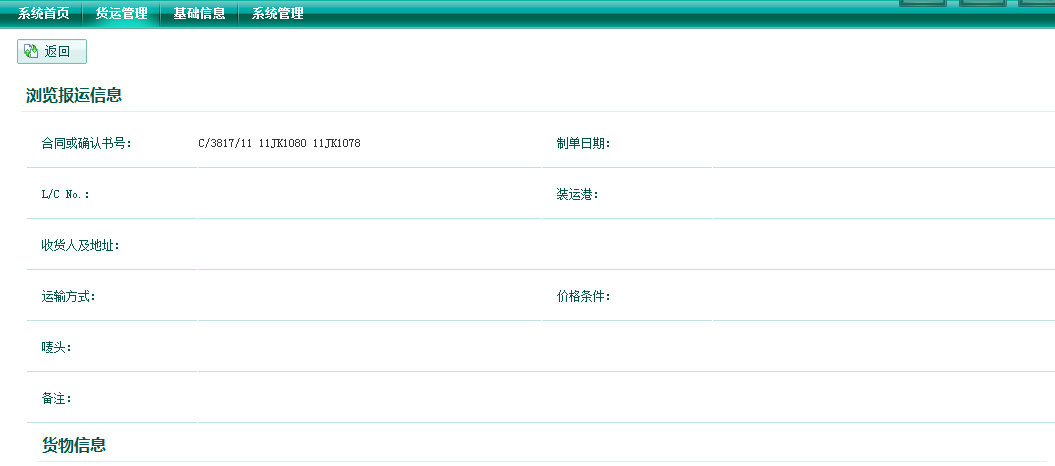 系统首页 货运管理 基础信息 系统管理
返回
浏览报运信息
合同或确认书号： C/3817/11 11JK1080 11JK1078 制单日期：
L/C No.： 装运港：
收货人及地址：
运输方式： 价格条件：
唛头：
备注：
货物信息